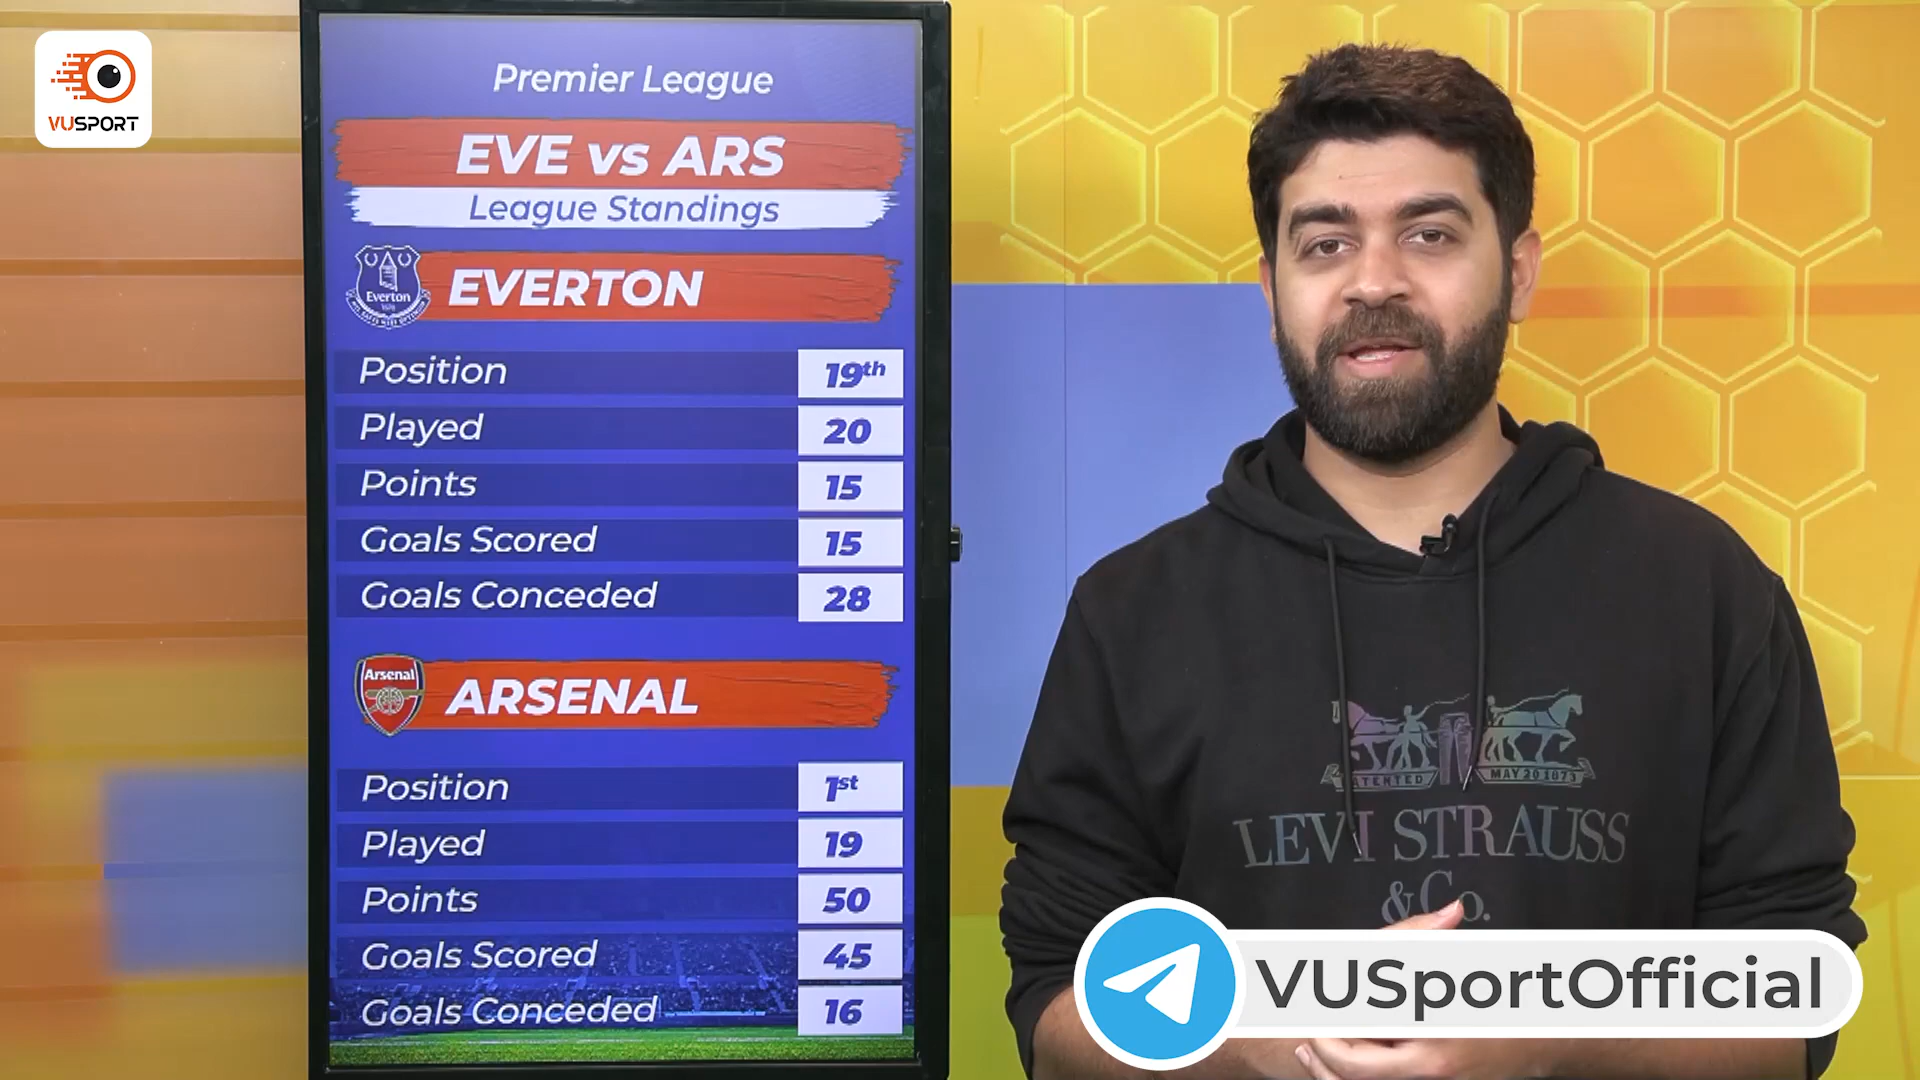 VUSPORT
Premier League
EVE vs ARS
League Standings
Everton
EVERTON
Position 19th
Played 20
Points 15
Goals Scored 15
Goals Conceded 28
Arsenal
ARSENAL
Position 1st
Played 19
Points 50
Goals Scored 45
Goals Conceded 16
PATENTED MAY 20 1873
LEVI STRAUSS
& Co.
VUSportOfficial